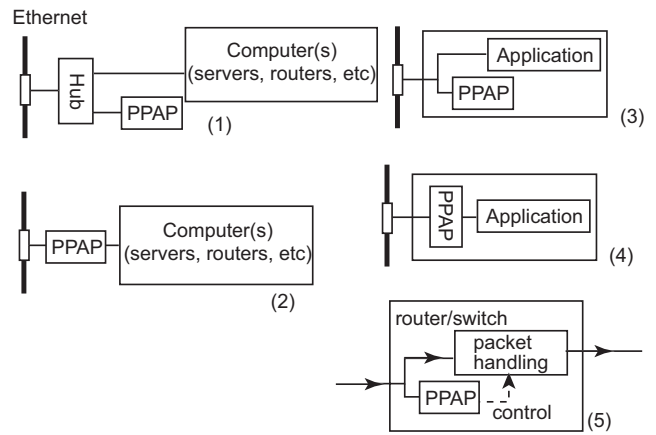 Ethernet
Hub
Computer(s)
(servers, routers, etc)
PPAP
(1)
Application
PPAP
(3)
PPAP
Computer(s)
(servers, routers, etc)
(2)
PPAP
Application
(4)
router/switch
packet
handling
PPAP
control
(5)